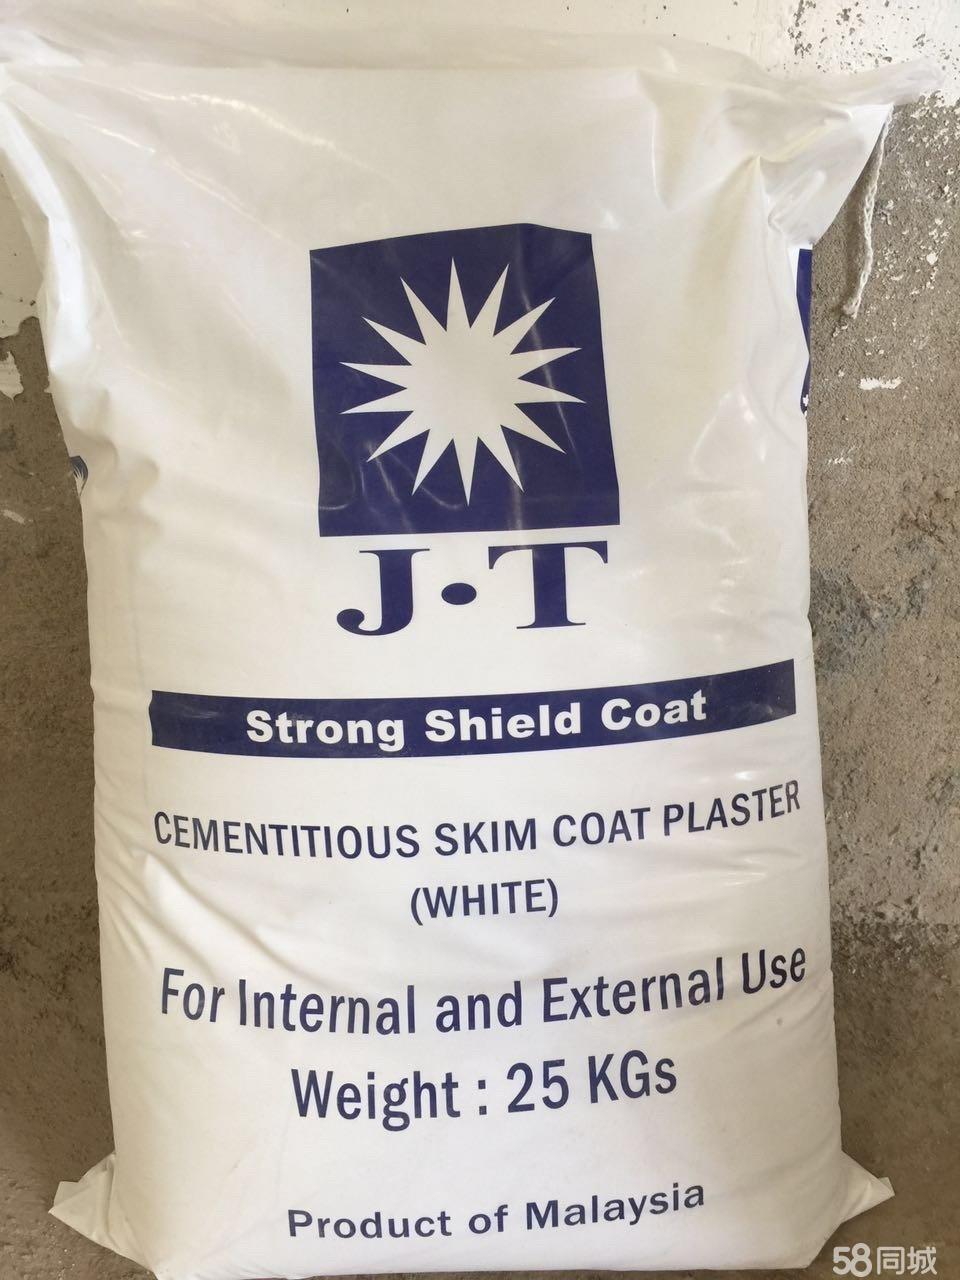 J·T
Strong Shield Coat
CEMENTITIOUS SKIM COAT PLASTER
(WHITE)
For Internal and External Use
Weight : 25 KGs
Product of Malaysia
58同城